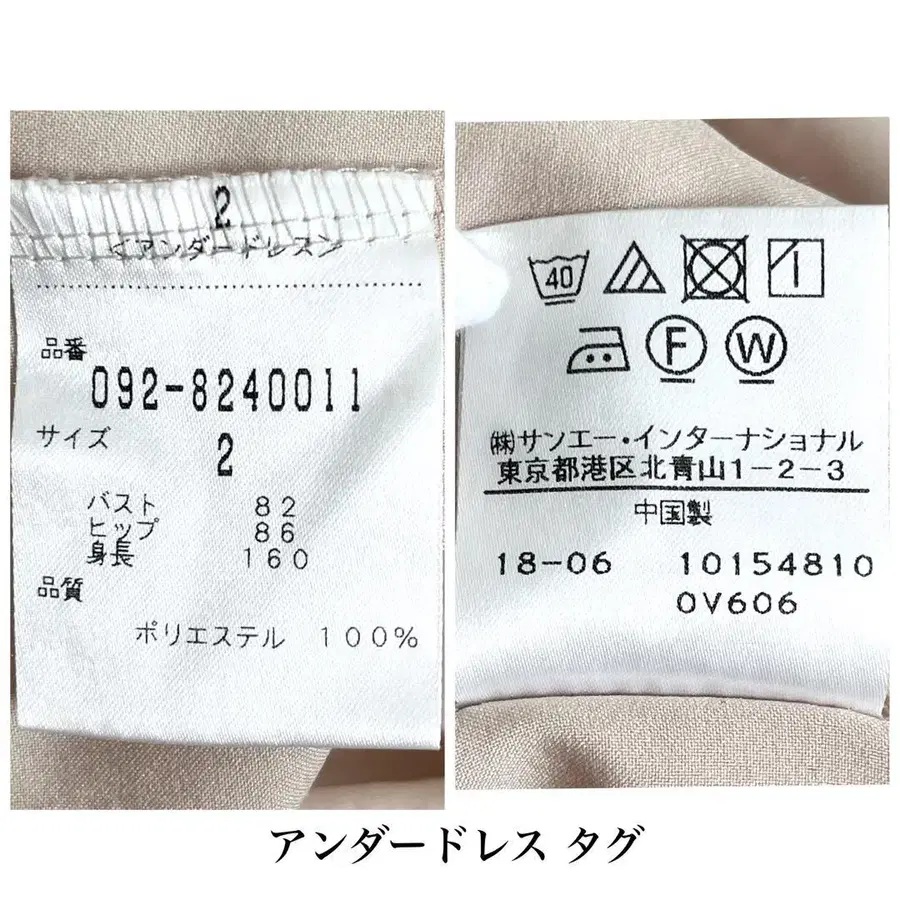 2
<アンダードレス>
品番
092-8240011
サイズ
2
バスト 82
ヒップ 86
身長 160
品質
ポリエステル 100%
40
F W
㈱サンエー・インターナショナル
東京都港区北青山1-2-3
中国製
18-06 10154810
0V606
アンダードレス タグ